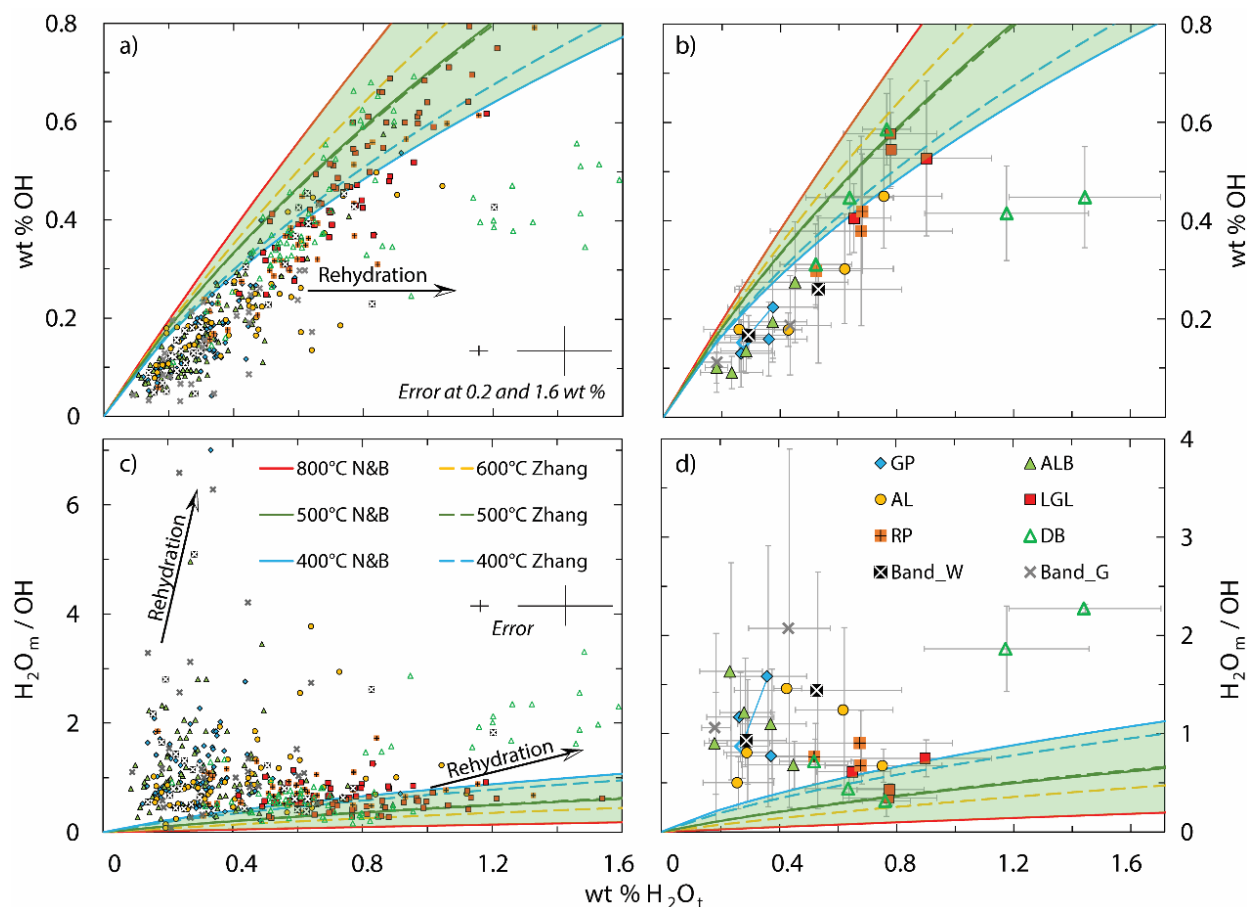 0.8
0.6
0.4
0.2
0
wt % OH
a)
Rehydration
Error at 0.2 and 1.6 wt %
b)
0.8
0.6
0.4
0.2
wt % OH
c)
6
4
2
0
H₂Oₘ / OH
Rehydration
800°C N&B
600°C Zhang
500°C N&B
500°C Zhang
400°C N&B
400°C Zhang
Error
Rehydration
0 0.4 0.8 1.2 1.6
d)
GP
ALB
AL
LGL
RP
DB
Band_W
Band_G
4
3
2
1
0
H₂Oₘ / OH
0 0.4 0.8 1.2 1.6
wt % H₂Oₜ